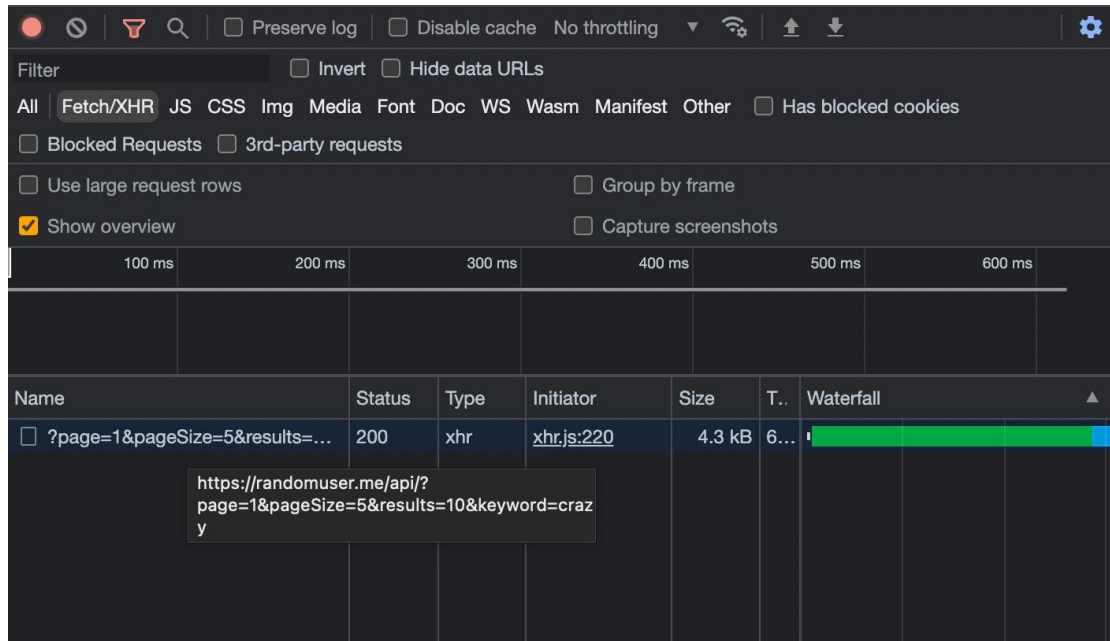 Preserve log Disable cache No throttling
Filter Invert Hide data URLs
All Fetch/XHR JS CSS Img Media Font Doc WS Wasm Manifest Other Has blocked cookies
Blocked Requests 3rd-party requests
Use large request rows Group by frame
Show overview Capture screenshots
100 ms 200 ms 300 ms 400 ms 500 ms 600 ms
Name Status Type Initiator Size T.. Waterfall
?page=1&pageSize=5&results=... 200 xhr xhr.js:220 4.3 kB 6...
https://randomuser.me/api/?
page=1&pageSize=5&results=10&keyword=craz
y